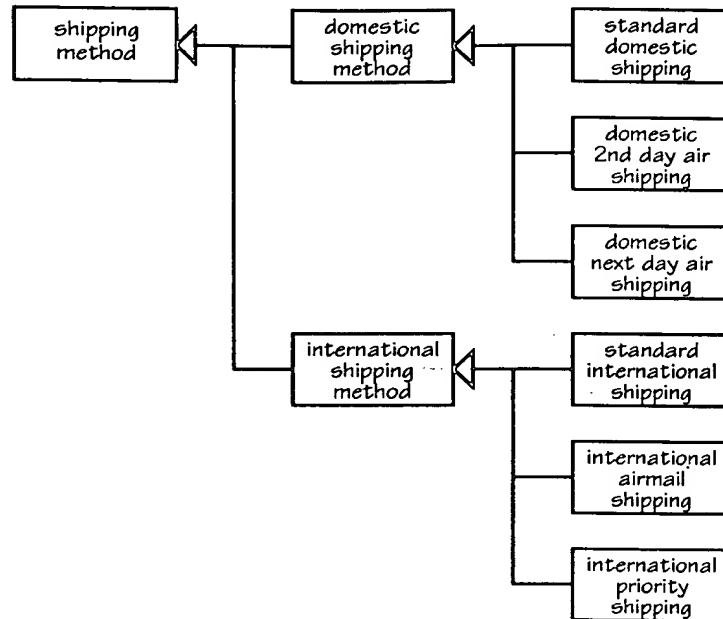 shipping
method
domestic
shipping
method
standard
domestic
shipping
domestic
2nd day air
shipping
domestic
next day air
shipping
international
shipping
method
standard
international
shipping
international
airmail
shipping
international
priority
shipping